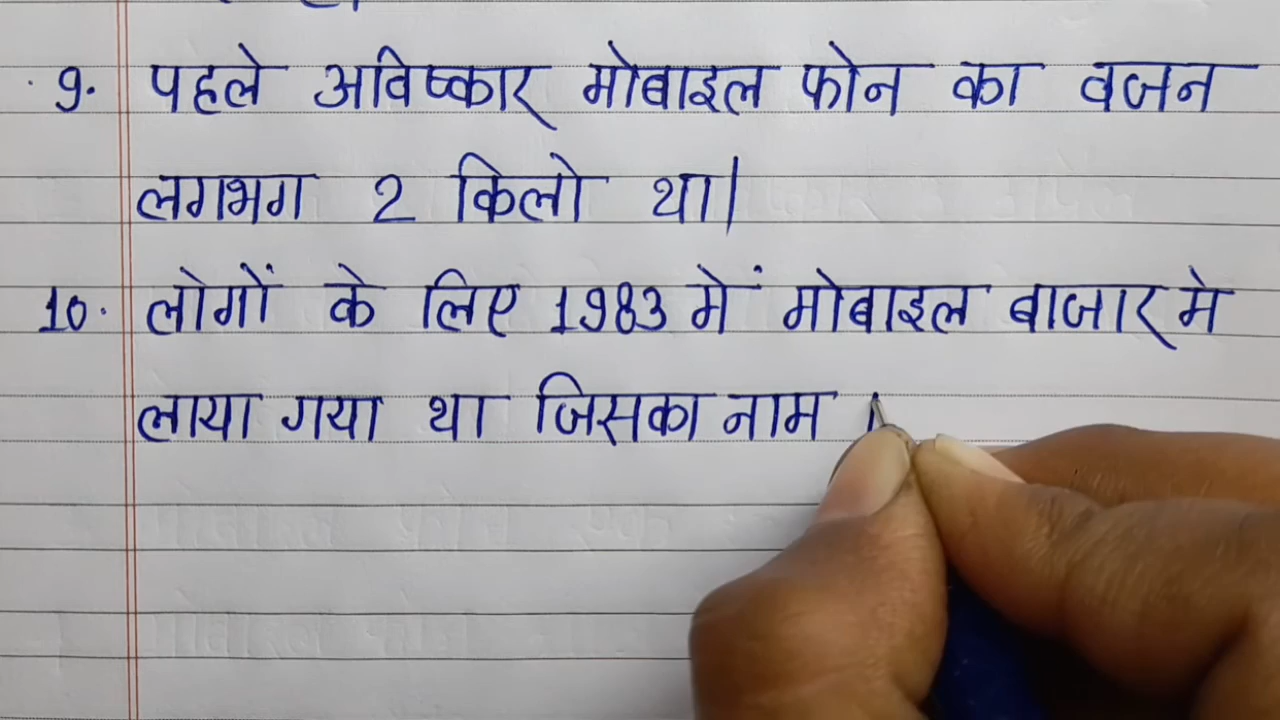 9. पहले अविष्कार मोबाइल फोन का वजन
लगभग 2 किलो था।
10. लोगों के लिए 1983 में मोबाइल बाजार मे
लाया गया था जिसका नाम